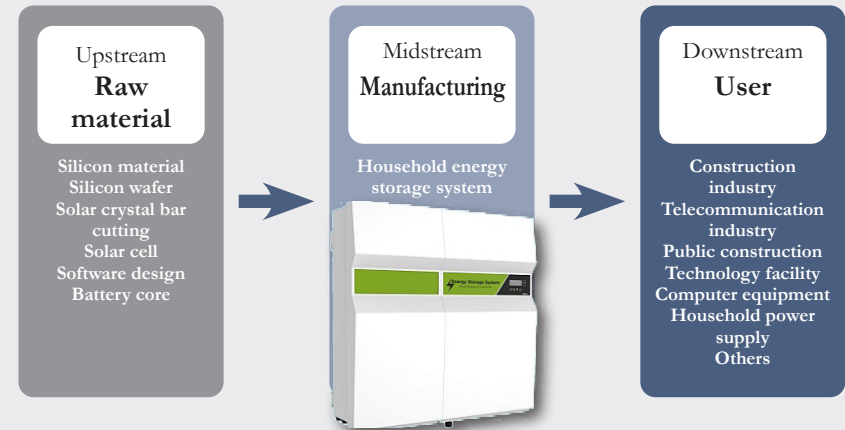 Upstream
Raw
material
Silicon material
Silicon wafer
Solar crystal bar
cutting
Solar cell
Software design
Battery core
Midstream
Manufacturing
Household energy
storage system
Energy Storage System
Downstream
User
Construction
industry
Telecommunication
industry
Public construction
Technology facility
Computer equipment
Household power
supply
Others